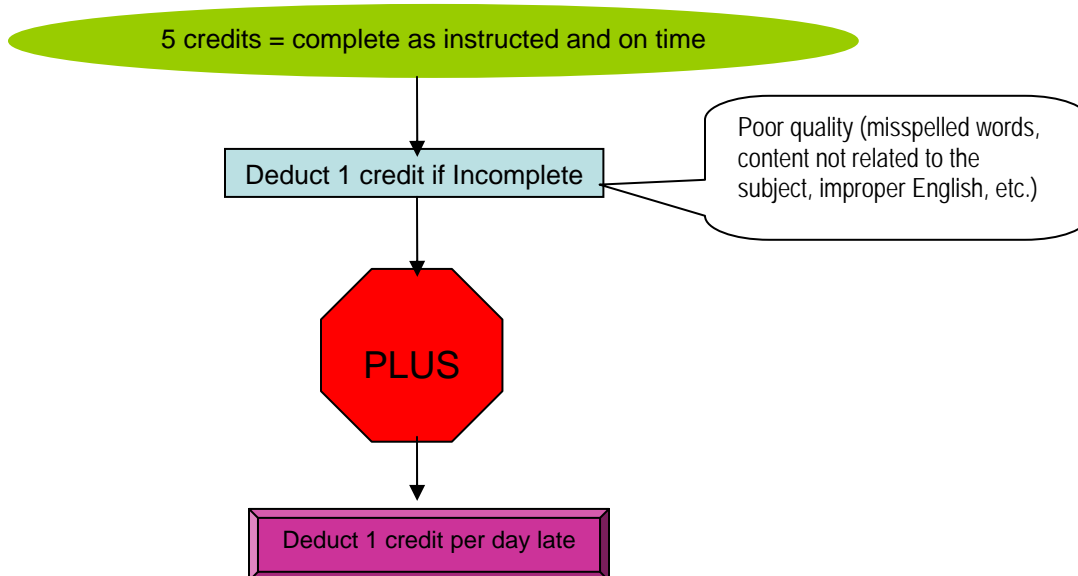 5 credits = complete as instructed and on time
Deduct 1 credit if Incomplete
Poor quality (misspelled words,
content not related to the
subject, improper English, etc.)
PLUS
Deduct 1 credit per day late